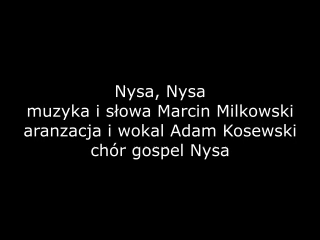 Nysa, Nysa
muzyka i słowa Marcin Milkowski
aranzacja i wokal Adam Kosewski
chór gospel Nysa